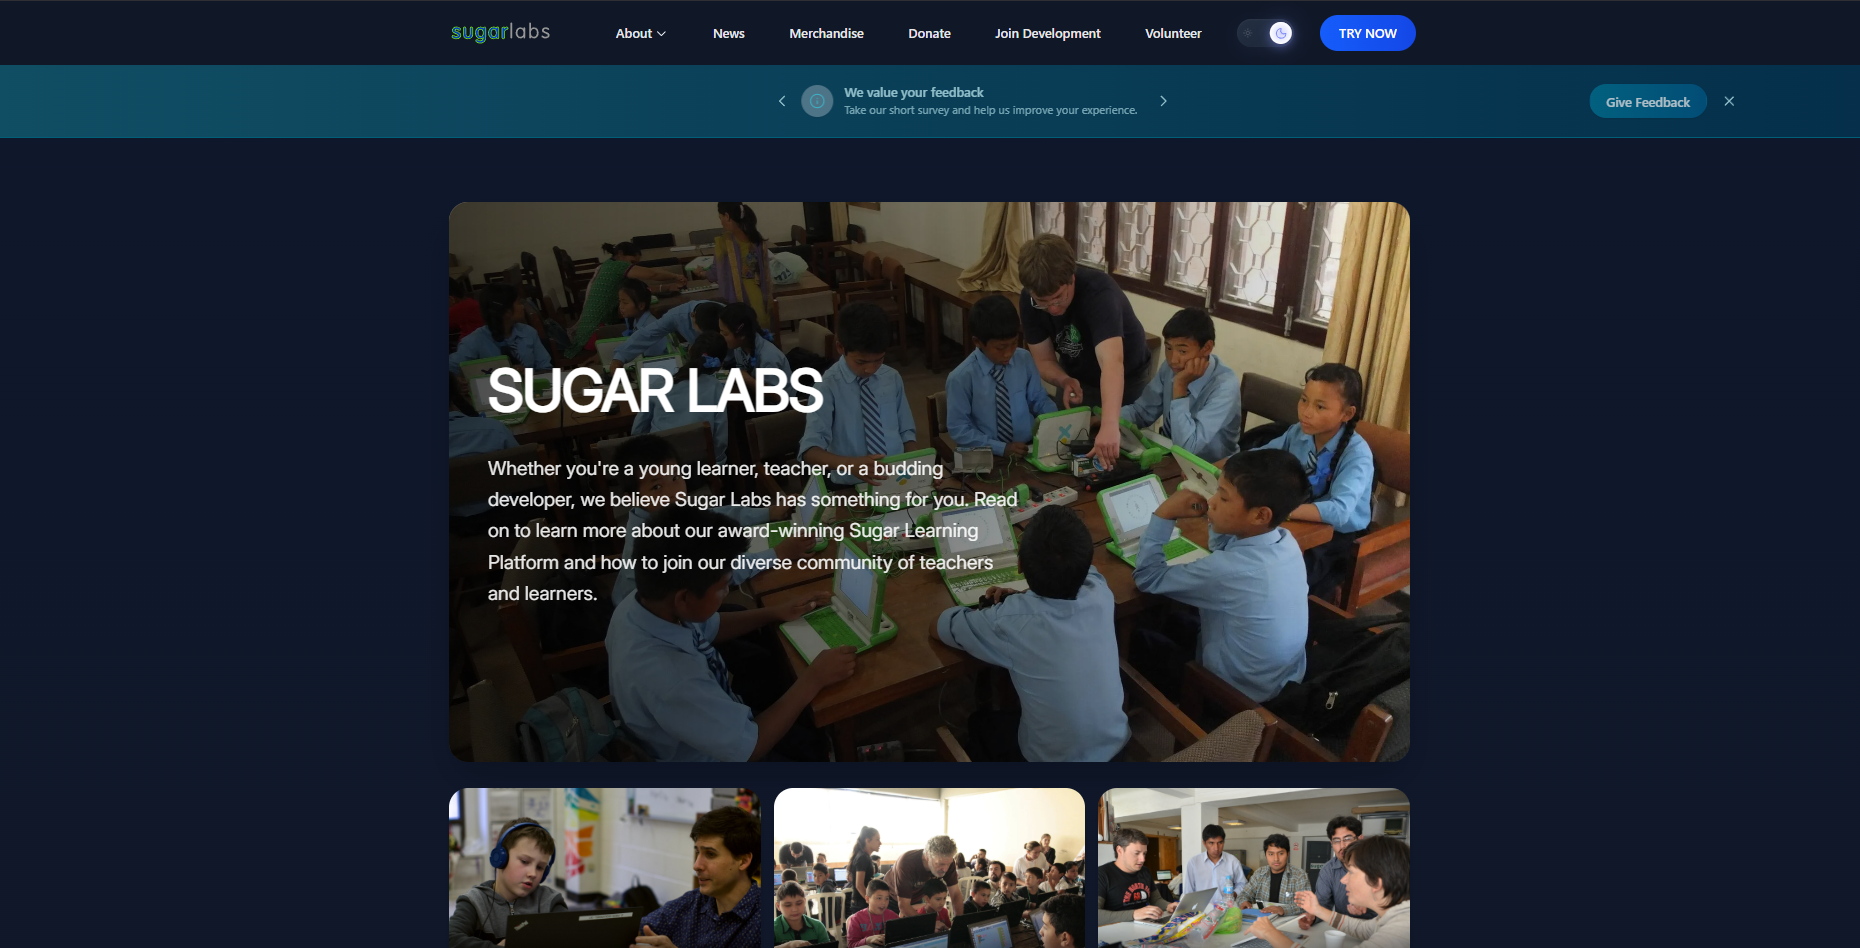 sugarlabs
About
News
Merchandise
Donate
Join Development
Volunteer
TRY NOW
We value your feedback
Take our short survey and help us improve your experience.
Give Feedback
SUGAR LABS
Whether you're a young learner, teacher, or a budding
developer, we believe Sugar Labs has something for you. Read
on to learn more about our award-winning Sugar Learning
Platform and how to join our diverse community of teachers
and learners.